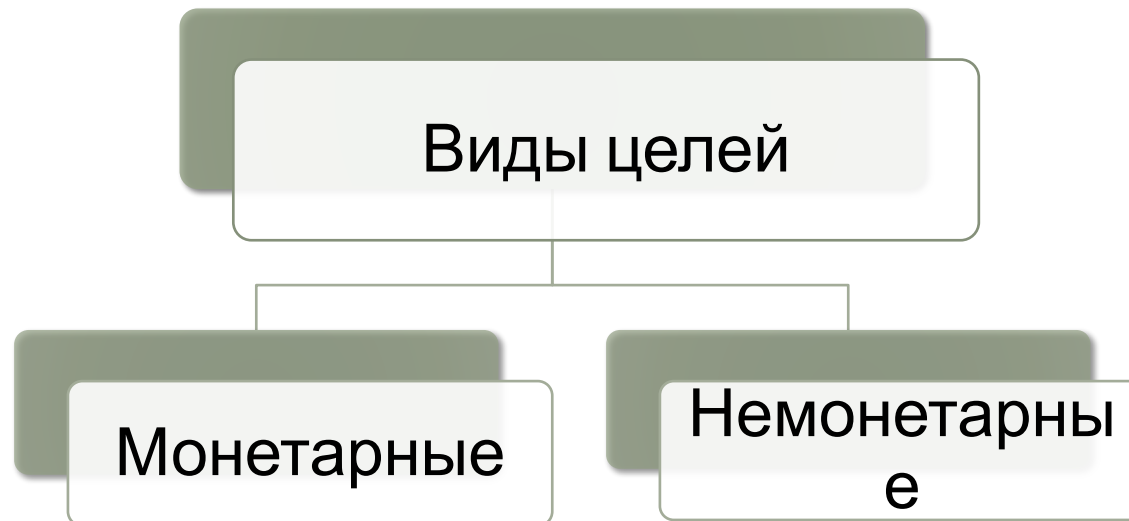 Виды целей
Монетарные
Немонетарны
е